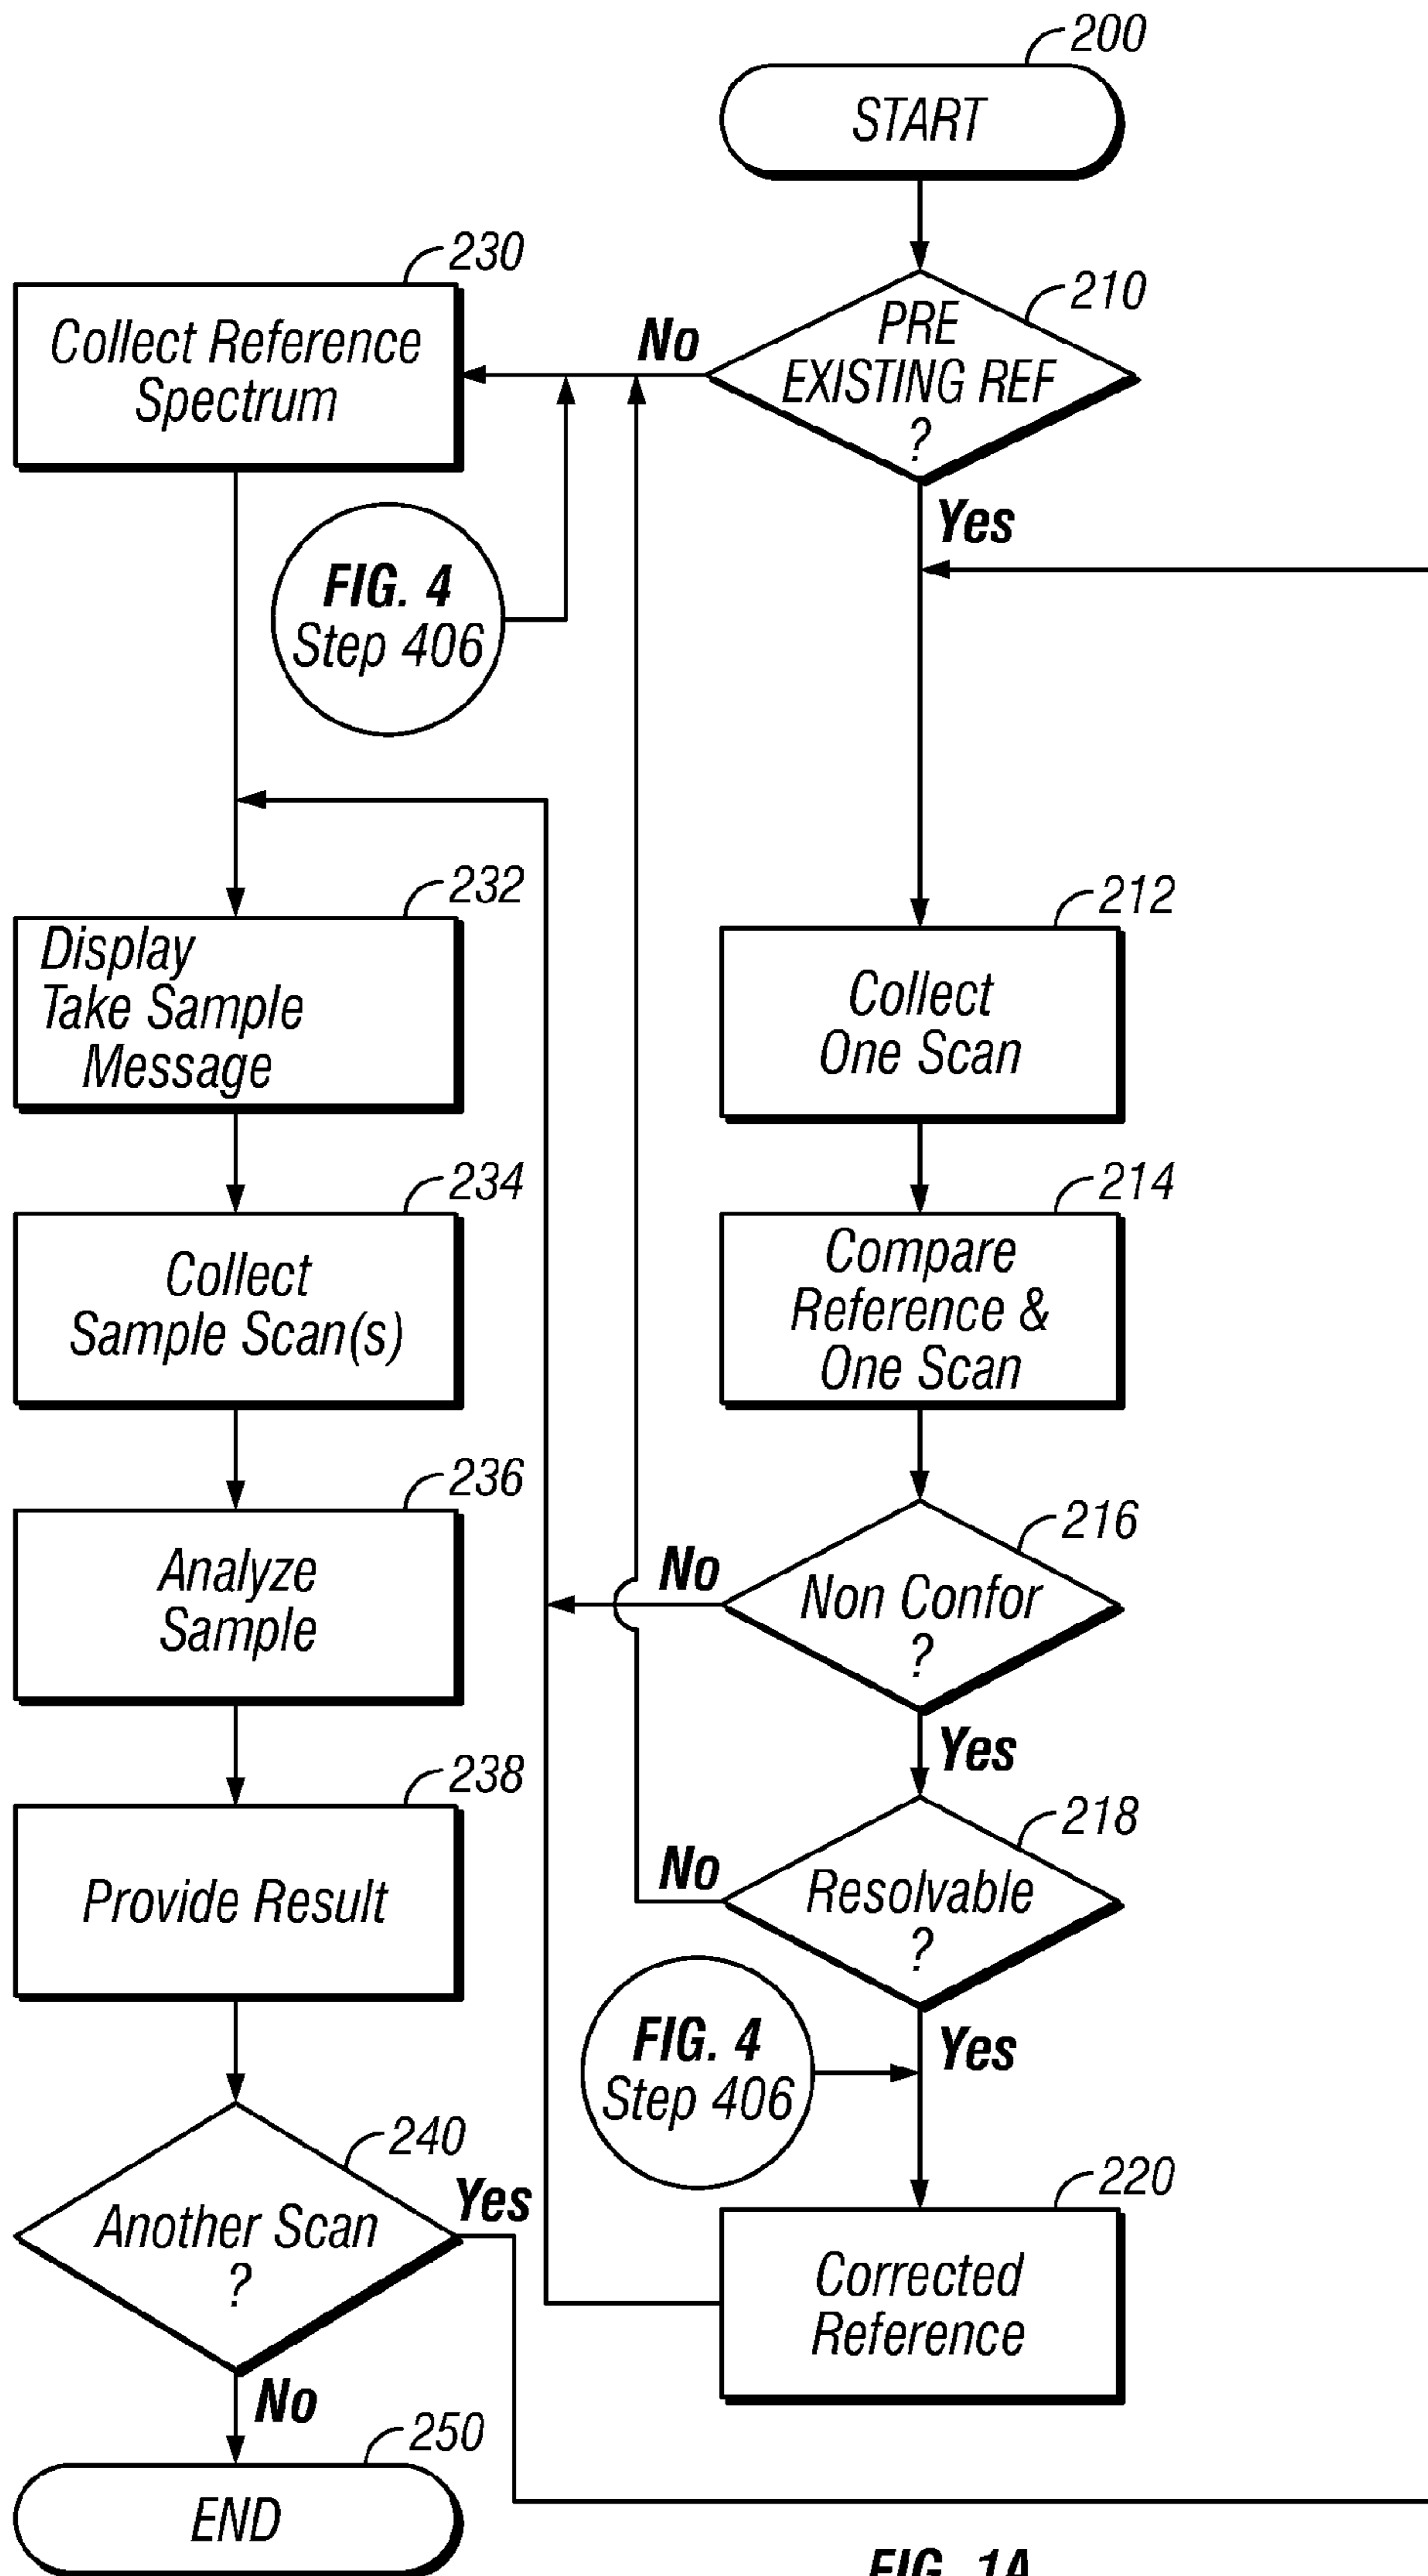 200
START
230
Collect Reference
Spectrum
No
210
PRE
EXISTING REF
?
Yes
FIG. 4
Step 406
232
Display
Take Sample
Message
212
Collect
One Scan
234
Collect
Sample Scan(s)
214
Compare
Reference &
One Scan
236
Analyze
Sample
No
216
Non Confor
?
Yes
238
Provide Result
No
218
Resolvable
?
Yes
FIG. 4
Step 406
240
Another Scan
?
Yes
No
220
Corrected
Reference
250
END
FIG. 1A